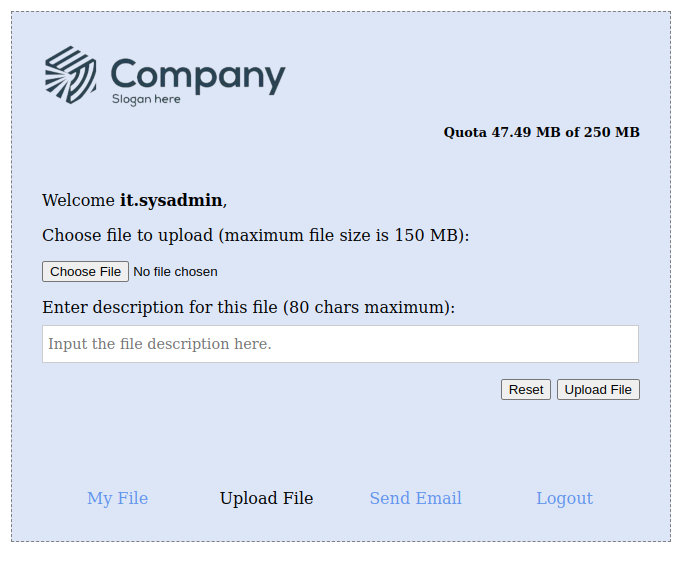 Company
Slogan here
Quota 47.49 MB of 250 MB
Welcome it.sysadmin,
Choose file to upload (maximum file size is 150 MB):
Choose File No file chosen
Enter description for this file (80 chars maximum):
Input the file description here.
Reset Upload File
My File Upload File Send Email Logout